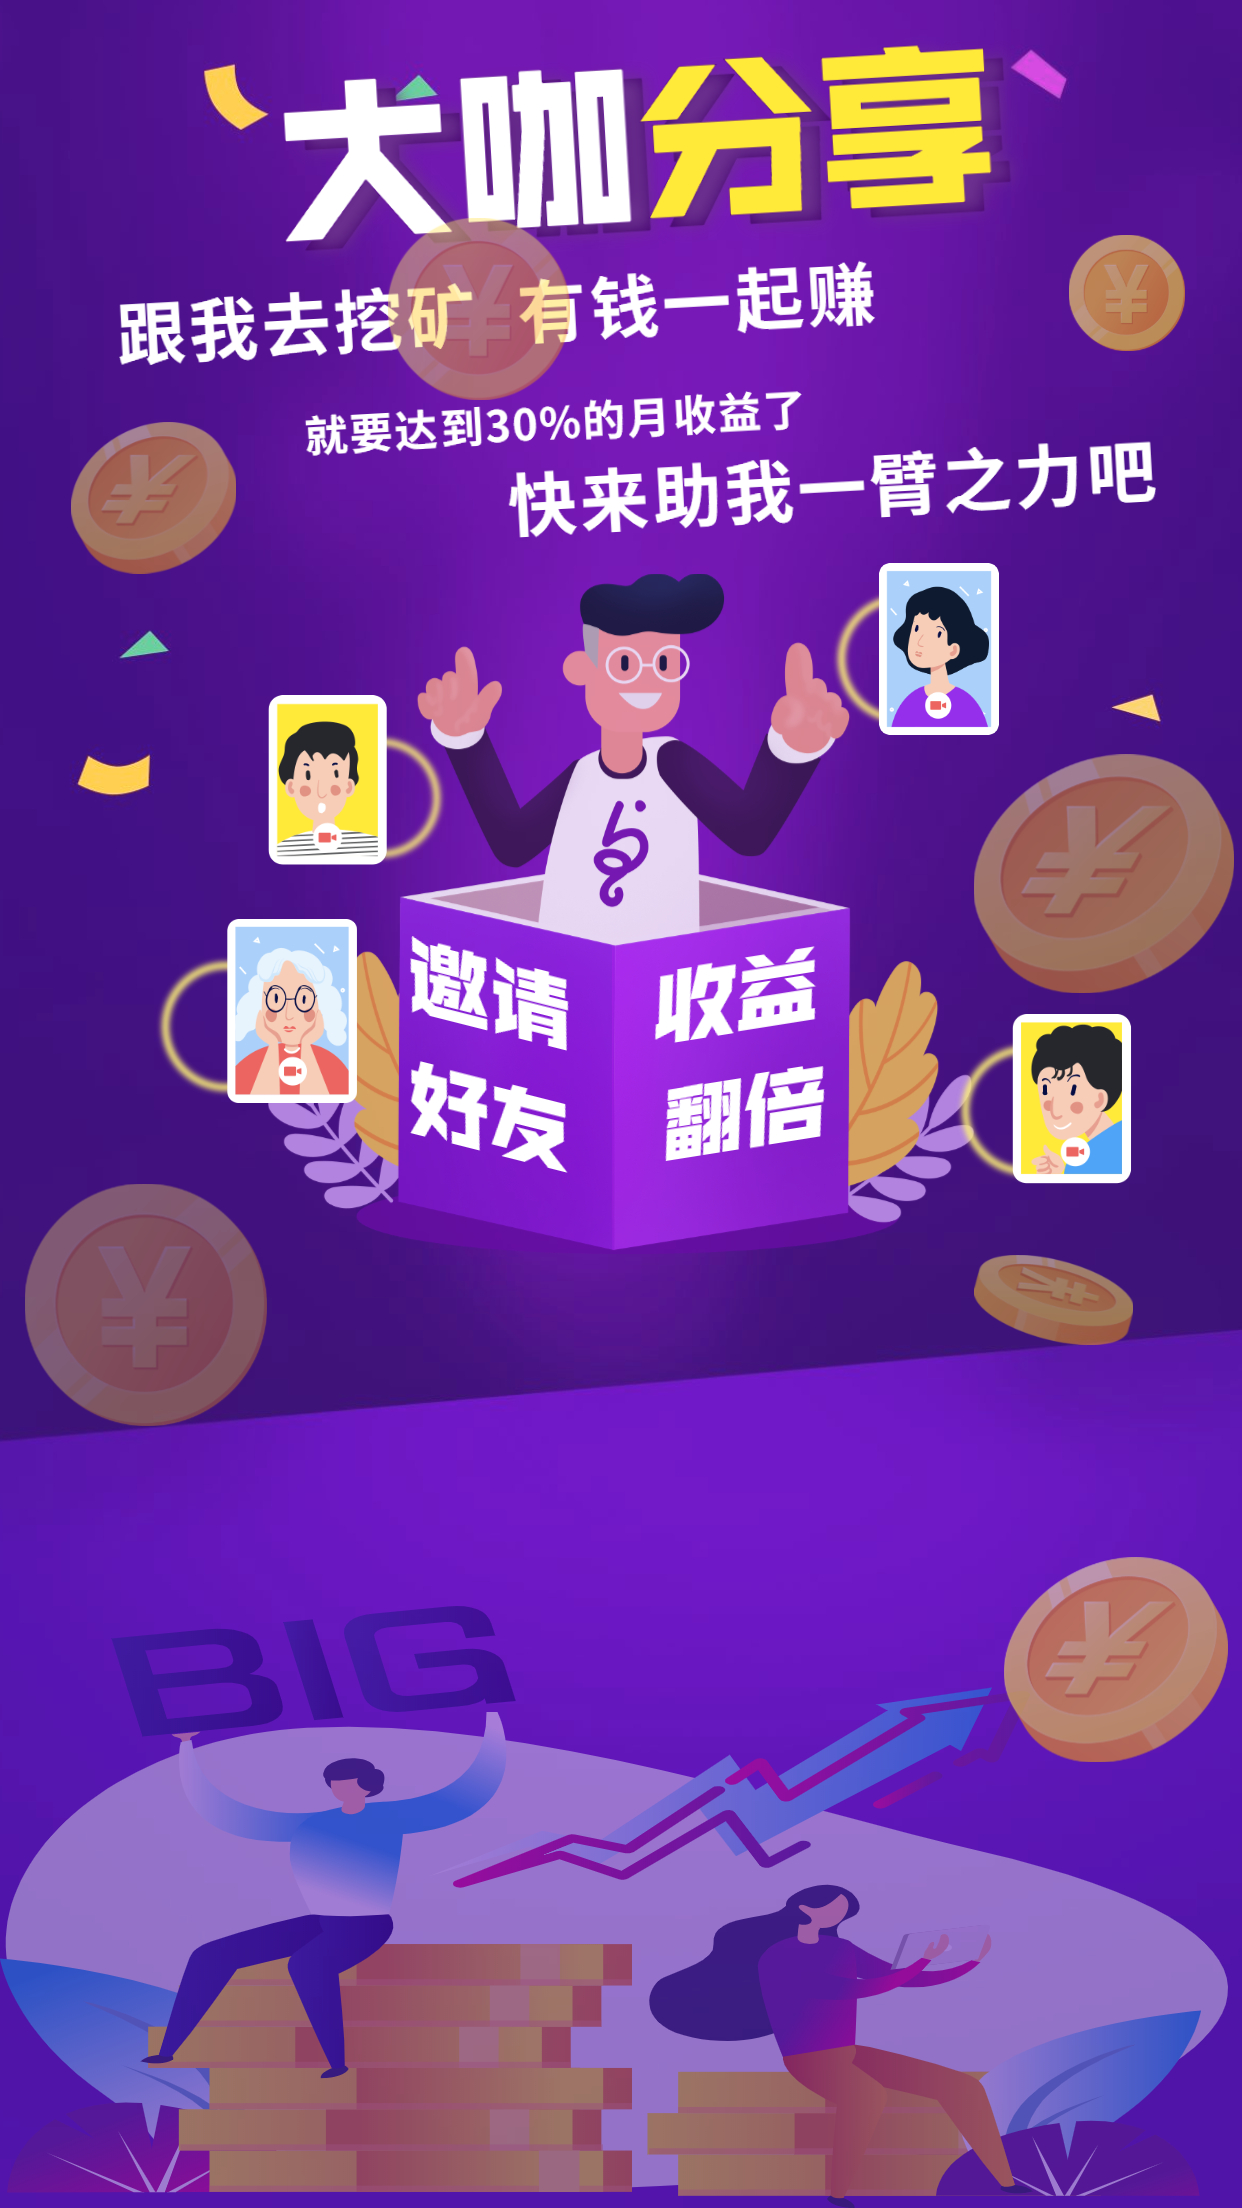 大咖分享
跟我去挖矿 有钱一起赚
就要达到30%的月收益了
快来助我一臂之力吧
邀请
好友
收益
翻倍
BIG